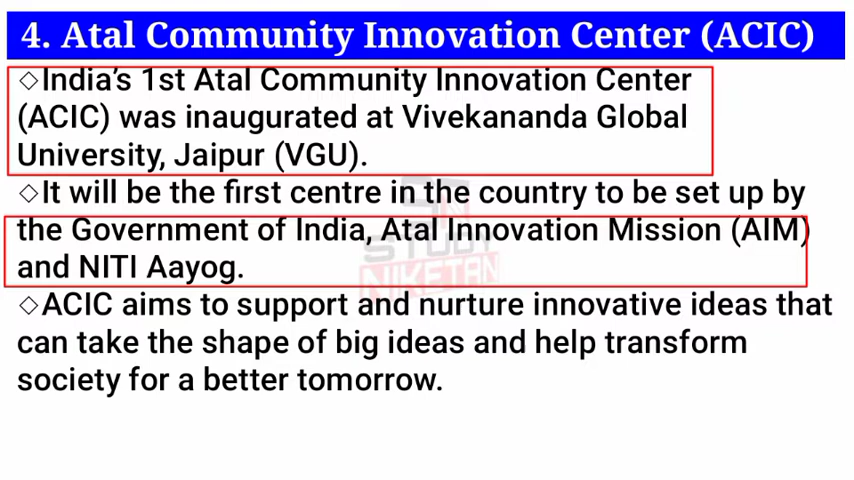 4. Atal Community Innovation Center (ACIC)
◇India's 1st Atal Community Innovation Center
(ACIC) was inaugurated at Vivekananda Global
University, Jaipur (VGU).
◇It will be the first centre in the country to be set up by
the Government of India, Atal Innovation Mission (AIM)
and NITI Aayog.
◇ACIC aims to support and nurture innovative ideas that
can take the shape of big ideas and help transform
society for a better tomorrow.
SN
STUDY
NIKETAN